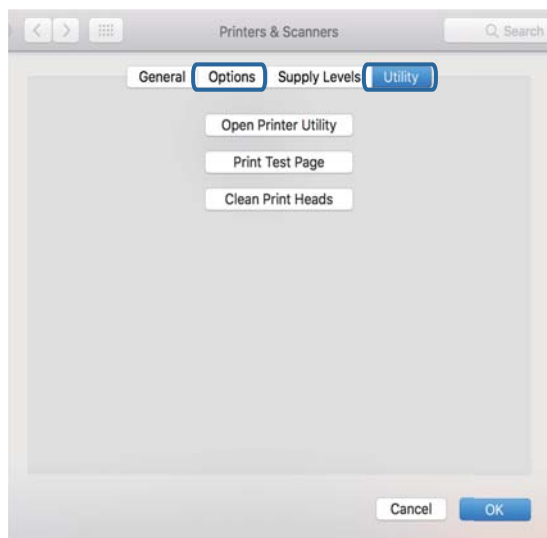 Printers & Scanners Search
General Options Supply Levels Utility
Open Printer Utility
Print Test Page
Clean Print Heads
Cancel OK